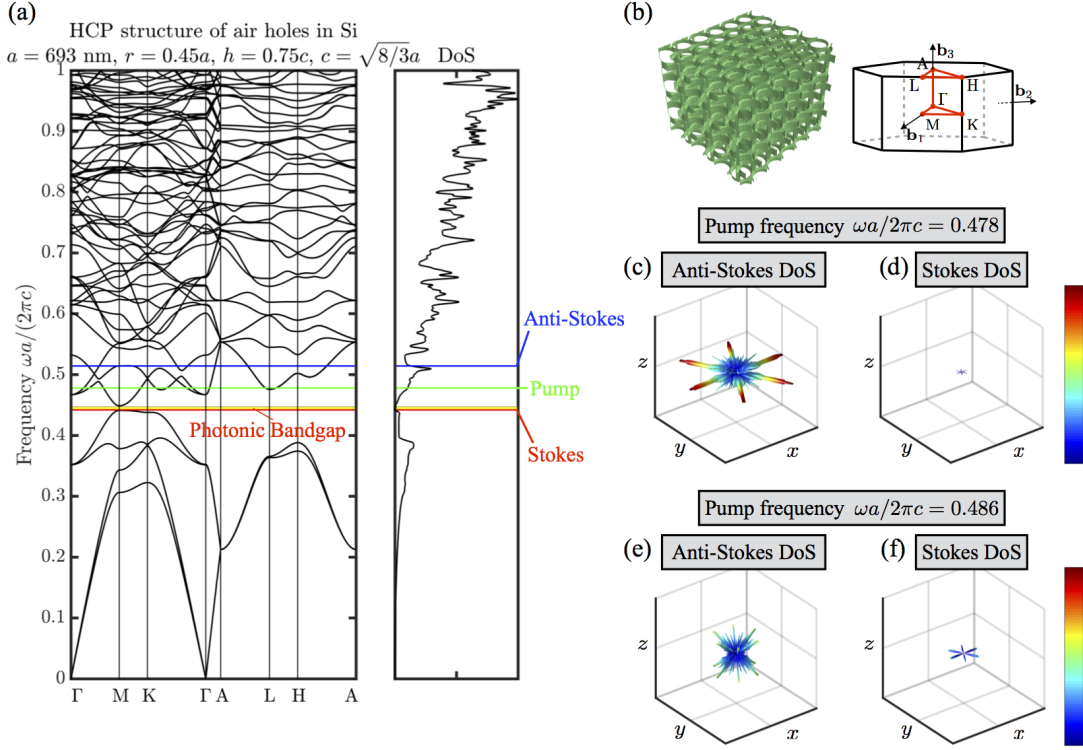 (a)
HCP structure of air holes in Si
a = 693 nm, r = 0.45a, h = 0.75c, c = √8/3a DoS
1
0.9
0.8
0.7
0.6
0.5
0.4
0.3
0.2
0.1
0
Frequency ωa/(2πc)
Γ M K Γ A L H A
Anti-Stokes
Pump
Photonic Bandgap
Stokes
(b)
b₃
A
L
H
Γ
b₂
M
K
b₁
Pump frequency ωa/2πc = 0.478
(c)
Anti-Stokes DoS
(d)
Stokes DoS
z
y
x
z
y
x
Pump frequency ωa/2πc = 0.486
(e)
Anti-Stokes DoS
(f)
Stokes DoS
z
y
x
z
y
x